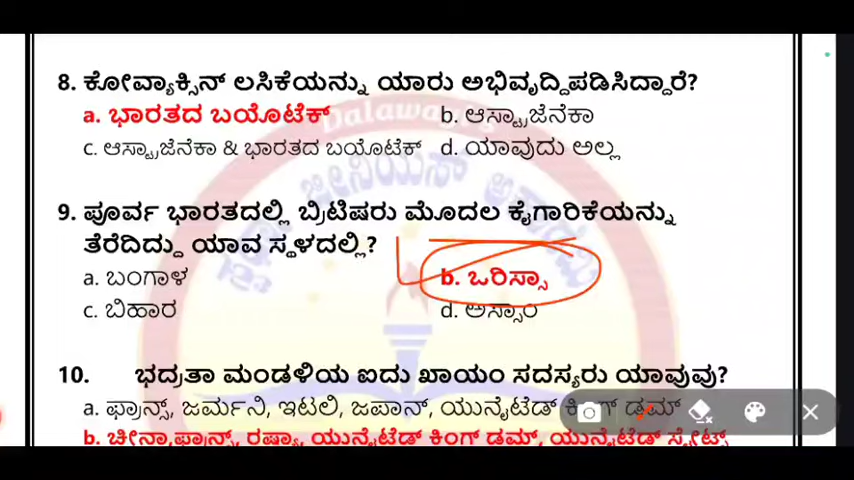 8. ಕೋವ್ಯಾಕ್ಸಿನ್ ಲಸಿಕೆಯನ್ನು ಯಾರು ಅಭಿವೃದ್ದಿಪಡಿಸಿದ್ದಾರೆ?
a. ಭಾರತದ ಬಯೊಟೆಕ್ b. ಆಸ್ಟ್ರಾಜೆನೆಕಾ
c. ಆಸ್ಟ್ರಾಜೆನೆಕಾ & ಭಾರತದ ಬಯೊಟೆಕ್ d. ಯಾವುದು ಅಲ್ಲ
9. ಪೂರ್ವ ಭಾರತದಲ್ಲಿ ಬ್ರಿಟಿಷರು ಮೊದಲ ಕೈಗಾರಿಕೆಯನ್ನು
ತೆರೆದಿದ್ದು ಯಾವ ಸ್ಥಳದಲ್ಲಿ?
a. ಬಂಗಾಳ b. ಒರಿಸ್ಸಾ
c. ಬಿಹಾರ d. ಅಸ್ಸಾಂ
10. ಭದ್ರತಾ ಮಂಡಳಿಯ ಐದು ಖಾಯಂ ಸದಸ್ಯರು ಯಾವುವು?
a. ಫ್ರಾನ್ಸ್, ಜರ್ಮನಿ, ಇಟಲಿ, ಜಪಾನ್, ಯುನೈಟೆಡ್ ಕಿಂಗ್ ಡಮ್
b. ಚೀನಾ,ಫ್ರಾನ್ಸ್, ರಷ್ಯಾ, ಯುನೈಟೆಡ್ ಕಿಂಗ್ ಡಮ್, ಯುನೈಟೆಡ್ ಸ್ಟೇಟ್ಸ್